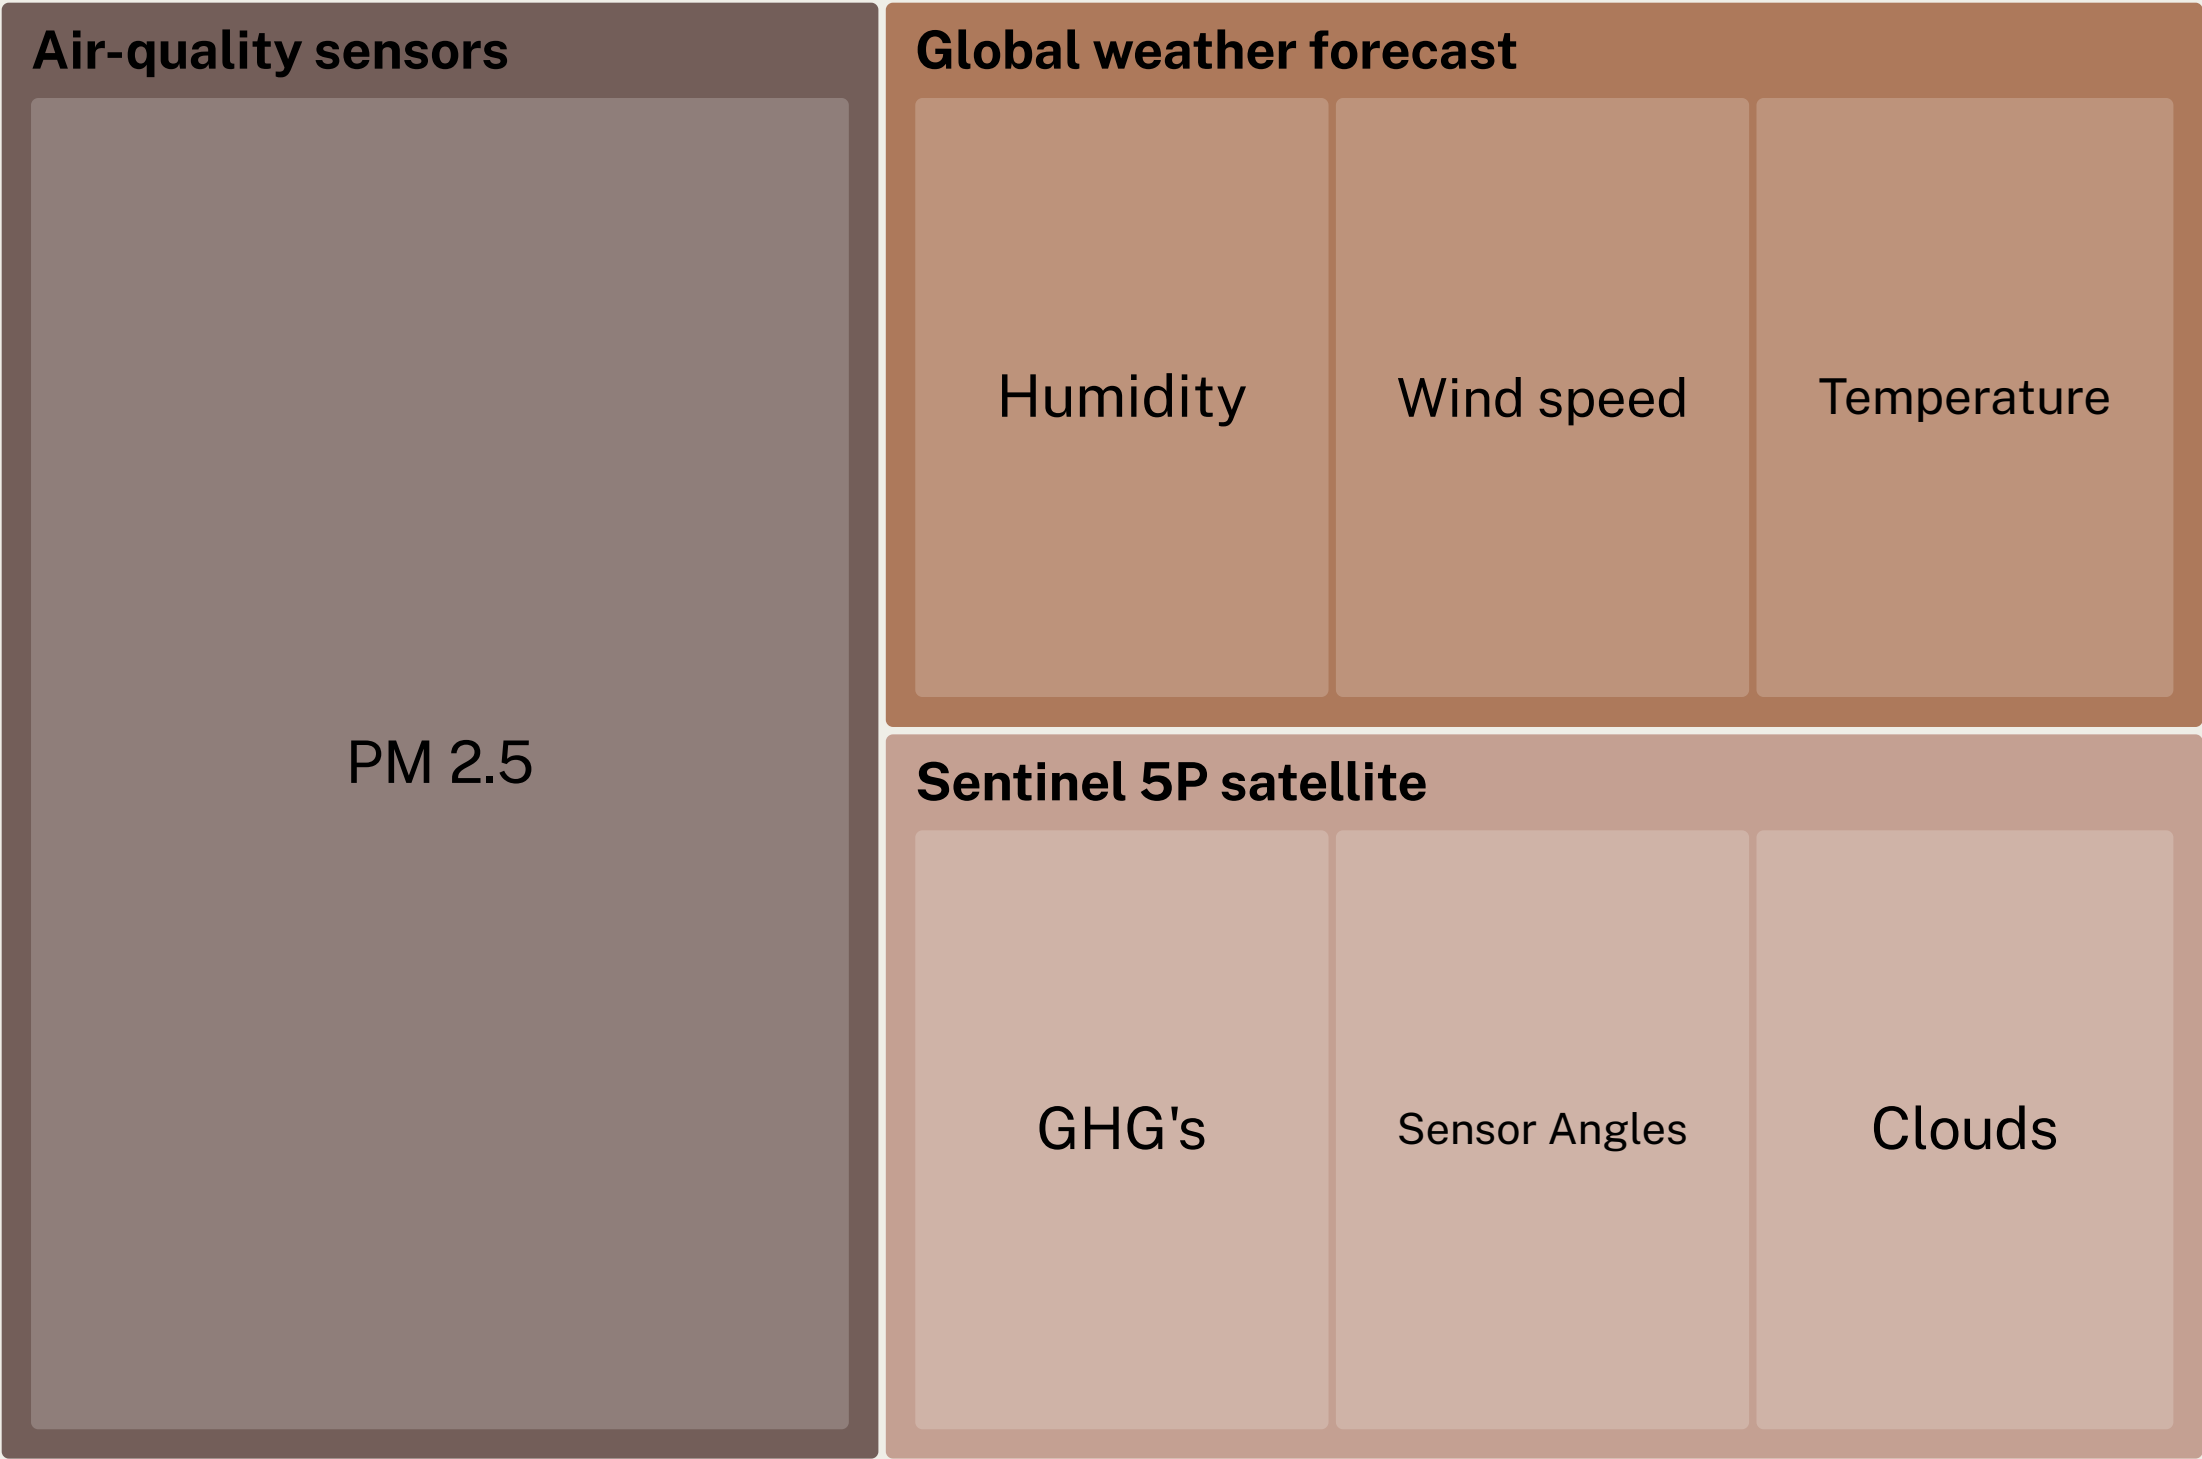 Air-quality sensors
PM 2.5
Global weather forecast
Humidity
Wind speed
Temperature
Sentinel 5P satellite
GHG's
Sensor Angles
Clouds